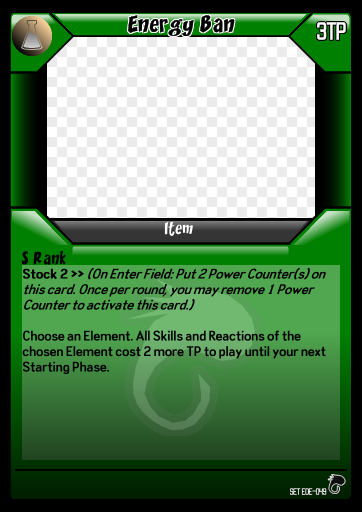 Energy Ban
3TP
Item
S Rank
Stock 2 >> (On Enter Field: Put 2 Power Counter(s) on
this card. Once per round, you may remove 1 Power
Counter to activate this card.)
Choose an Element. All Skills and Reactions of the
chosen Element cost 2 more TP to play until your next
Starting Phase.
SET EOE-049